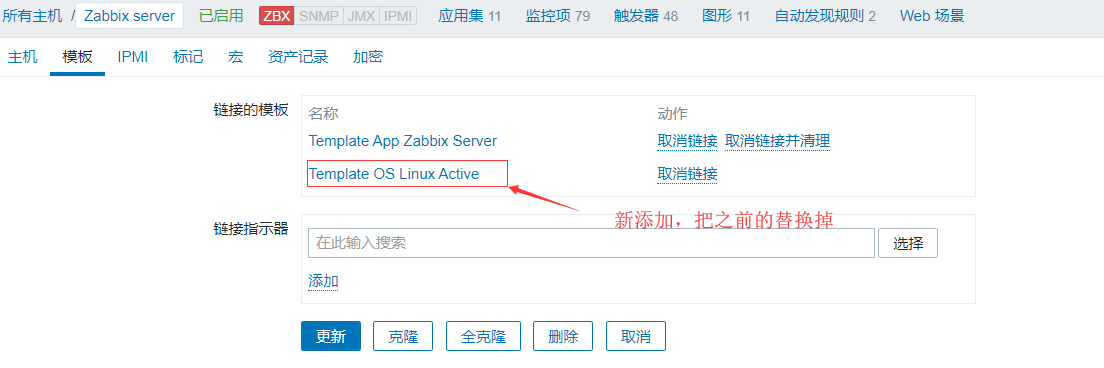 所有主机 / Zabbix server 已启用 ZBX SNMP JMX IPMI 应用集 11 监控项 79 触发器 48 图形 11 自动发现规则 2 Web 场景
主机 模板 IPMI 标记 宏 资产记录 加密
链接的模板 名称 动作
Template App Zabbix Server 取消链接 取消链接并清理
Template OS Linux Active 取消链接
新添加，把之前的替换掉
链接指示器
在此输入搜索 选择
添加
更新 克隆 全克隆 删除 取消